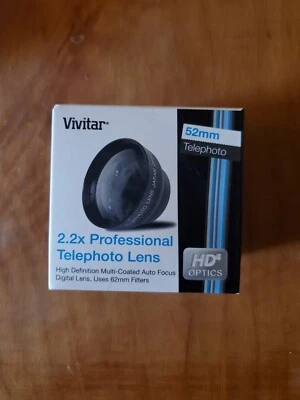 Vivitar®
52mm
Telephoto
2.2x Professional
Telephoto Lens
High Definition Multi-Coated Auto Focus
Digital Lens, Uses 62mm Filters
HD4
OPTICS